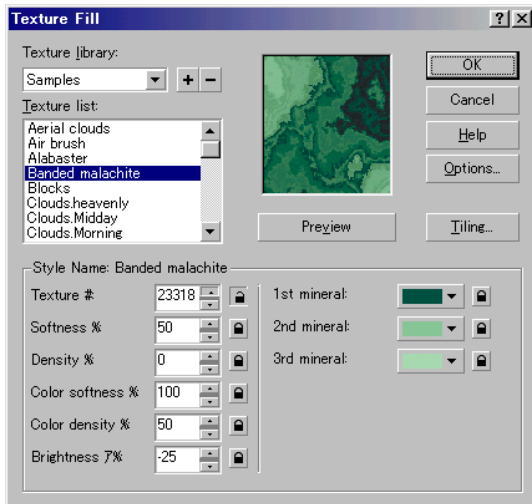 Texture Fill
Texture library:
Samples
Texture list:
Aerial clouds
Air brush
Alabaster
Banded malachite
Blocks
Clouds.heavenly
Clouds.Midday
Clouds.Morning
Preview
OK
Cancel
Help
Options...
Tiling...
Style Name: Banded malachite
Texture #: 23318
Softness % 50
Density % 0
Color softness % 100
Color density % 50
Brightness ｱ% -25
1st mineral:
2nd mineral:
3rd mineral: